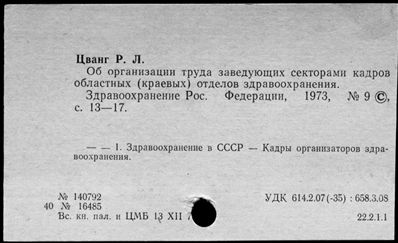 Цванг Р. Л.
Об организации труда заведующих секторами кадров
областных (краевых) отделов здравоохранения.
Здравоохранение Рос. Федерации, 1973, № 9 ©,
с. 13—17.
— — 1. Здравоохранение в СССР — Кадры организаторов здра-
воохранения.
№ 140792
УДК 614.2.07(-35) : 658.3.08
40 № 16485
Вс. кн. пал. и ЦМБ 13 XII 7
22.2.1.1